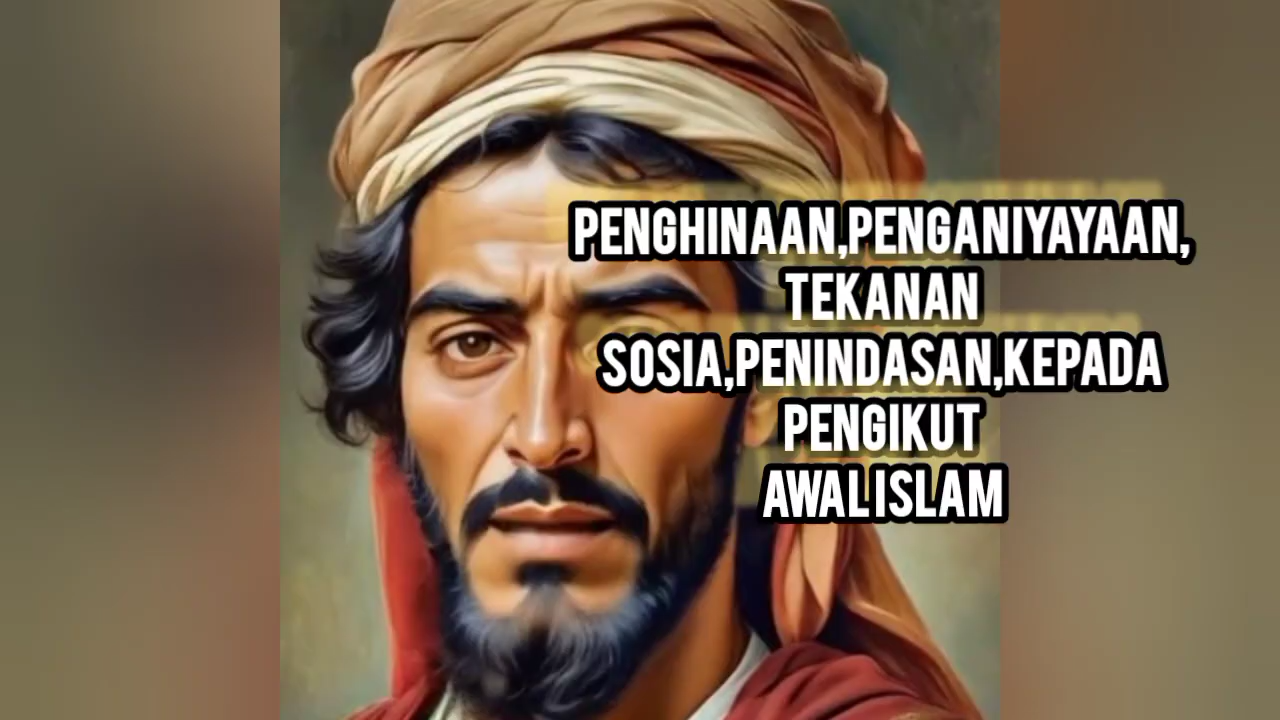 PENGHINAAN,PENGANIYAYAAN,
TEKANAN
SOSIA,PENINDASAN,KEPADA
PENGIKUT
AWAL ISLAM